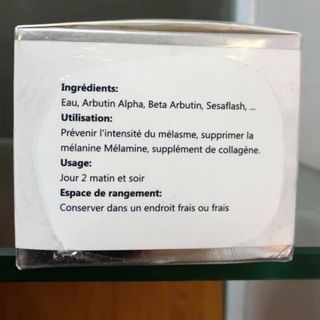 Ingrédients:
Eau, Arbutin Alpha, Beta Arbutin, Sesaflash, ...
Utilisation:
Prévenir l'intensité du mélasme, supprimer la
mélanine Mélamine, supplément de collagène.
Usage:
Jour 2 matin et soir
Espace de rangement:
Conserver dans un endroit frais ou frais